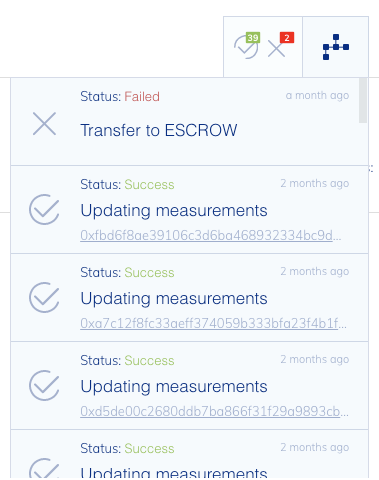 39 2
Status: Failed a month ago
Transfer to ESCROW
Status: Success 2 months ago
Updating measurements
0xfbd6f8ae39106c3d6ba468932334bc9d...
Status: Success 2 months ago
Updating measurements
0xa7c12f8fc33aeff374059b333bfa23f4b1f...
Status: Success 2 months ago
Updating measurements
0xd5de00c2680ddb7ba866f31f29a9893cb...
Status: Success 2 months ago
Updating measurements